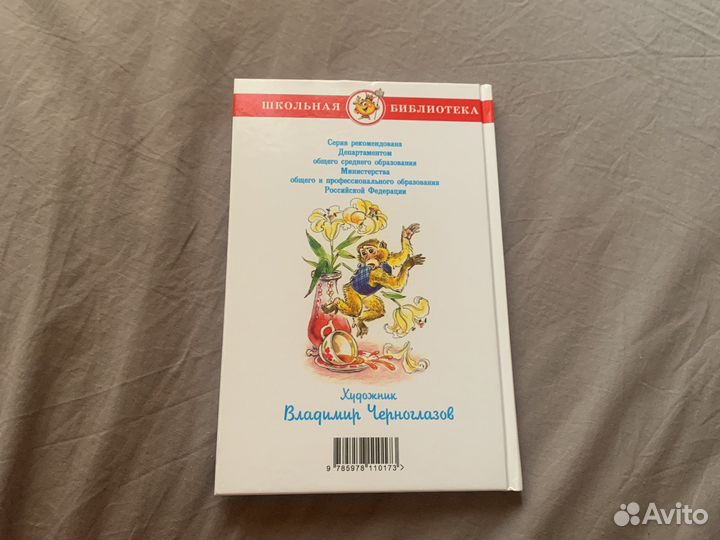 ШКОЛЬНАЯ БИБЛИОТЕКА
Серия рекомендована
Департаментом
общего среднего образования
Министерства
общего и профессионального образования
Российской Федерации
Художник
Владимир Черноглазов
9 785978 110173 >
Avito